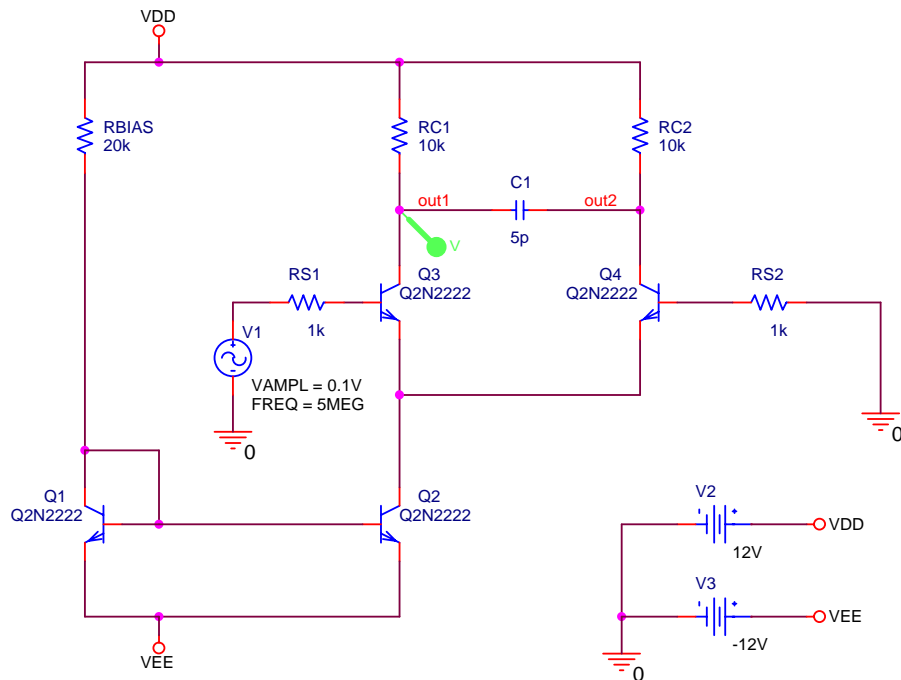 VDD
RBIAS
20k
RC1
10k
RC2
10k
C1
out1
out2
5p
V
RS1
1k
Q3
Q2N2222
Q4
Q2N2222
RS2
1k
V1
VAMPL = 0.1V
FREQ = 5MEG
0
0
Q1
Q2N2222
Q2
Q2N2222
V2
VDD
12V
V3
VEE
-12V
VEE
0